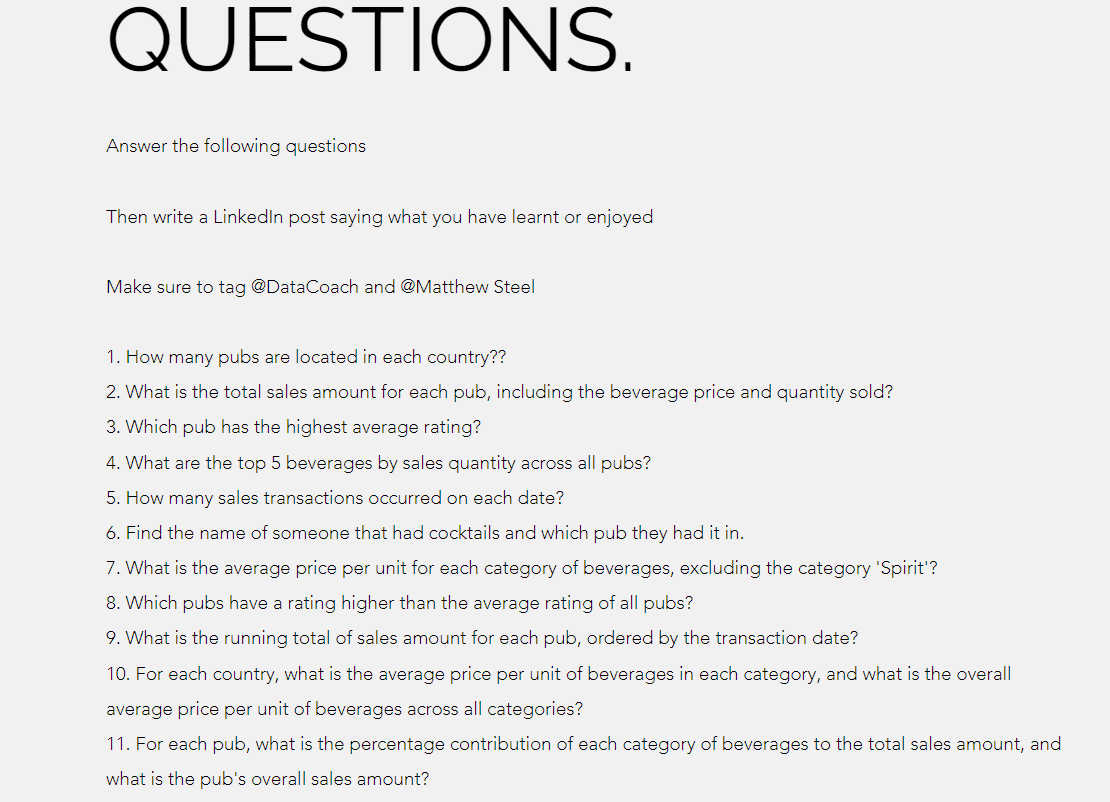 QUESTIONS.
Answer the following questions
Then write a LinkedIn post saying what you have learnt or enjoyed
Make sure to tag @DataCoach and @Matthew Steel
1. How many pubs are located in each country??
2. What is the total sales amount for each pub, including the beverage price and quantity sold?
3. Which pub has the highest average rating?
4. What are the top 5 beverages by sales quantity across all pubs?
5. How many sales transactions occurred on each date?
6. Find the name of someone that had cocktails and which pub they had it in.
7. What is the average price per unit for each category of beverages, excluding the category 'Spirit'?
8. Which pubs have a rating higher than the average rating of all pubs?
9. What is the running total of sales amount for each pub, ordered by the transaction date?
10. For each country, what is the average price per unit of beverages in each category, and what is the overall
average price per unit of beverages across all categories?
11. For each pub, what is the percentage contribution of each category of beverages to the total sales amount, and
what is the pub's overall sales amount?